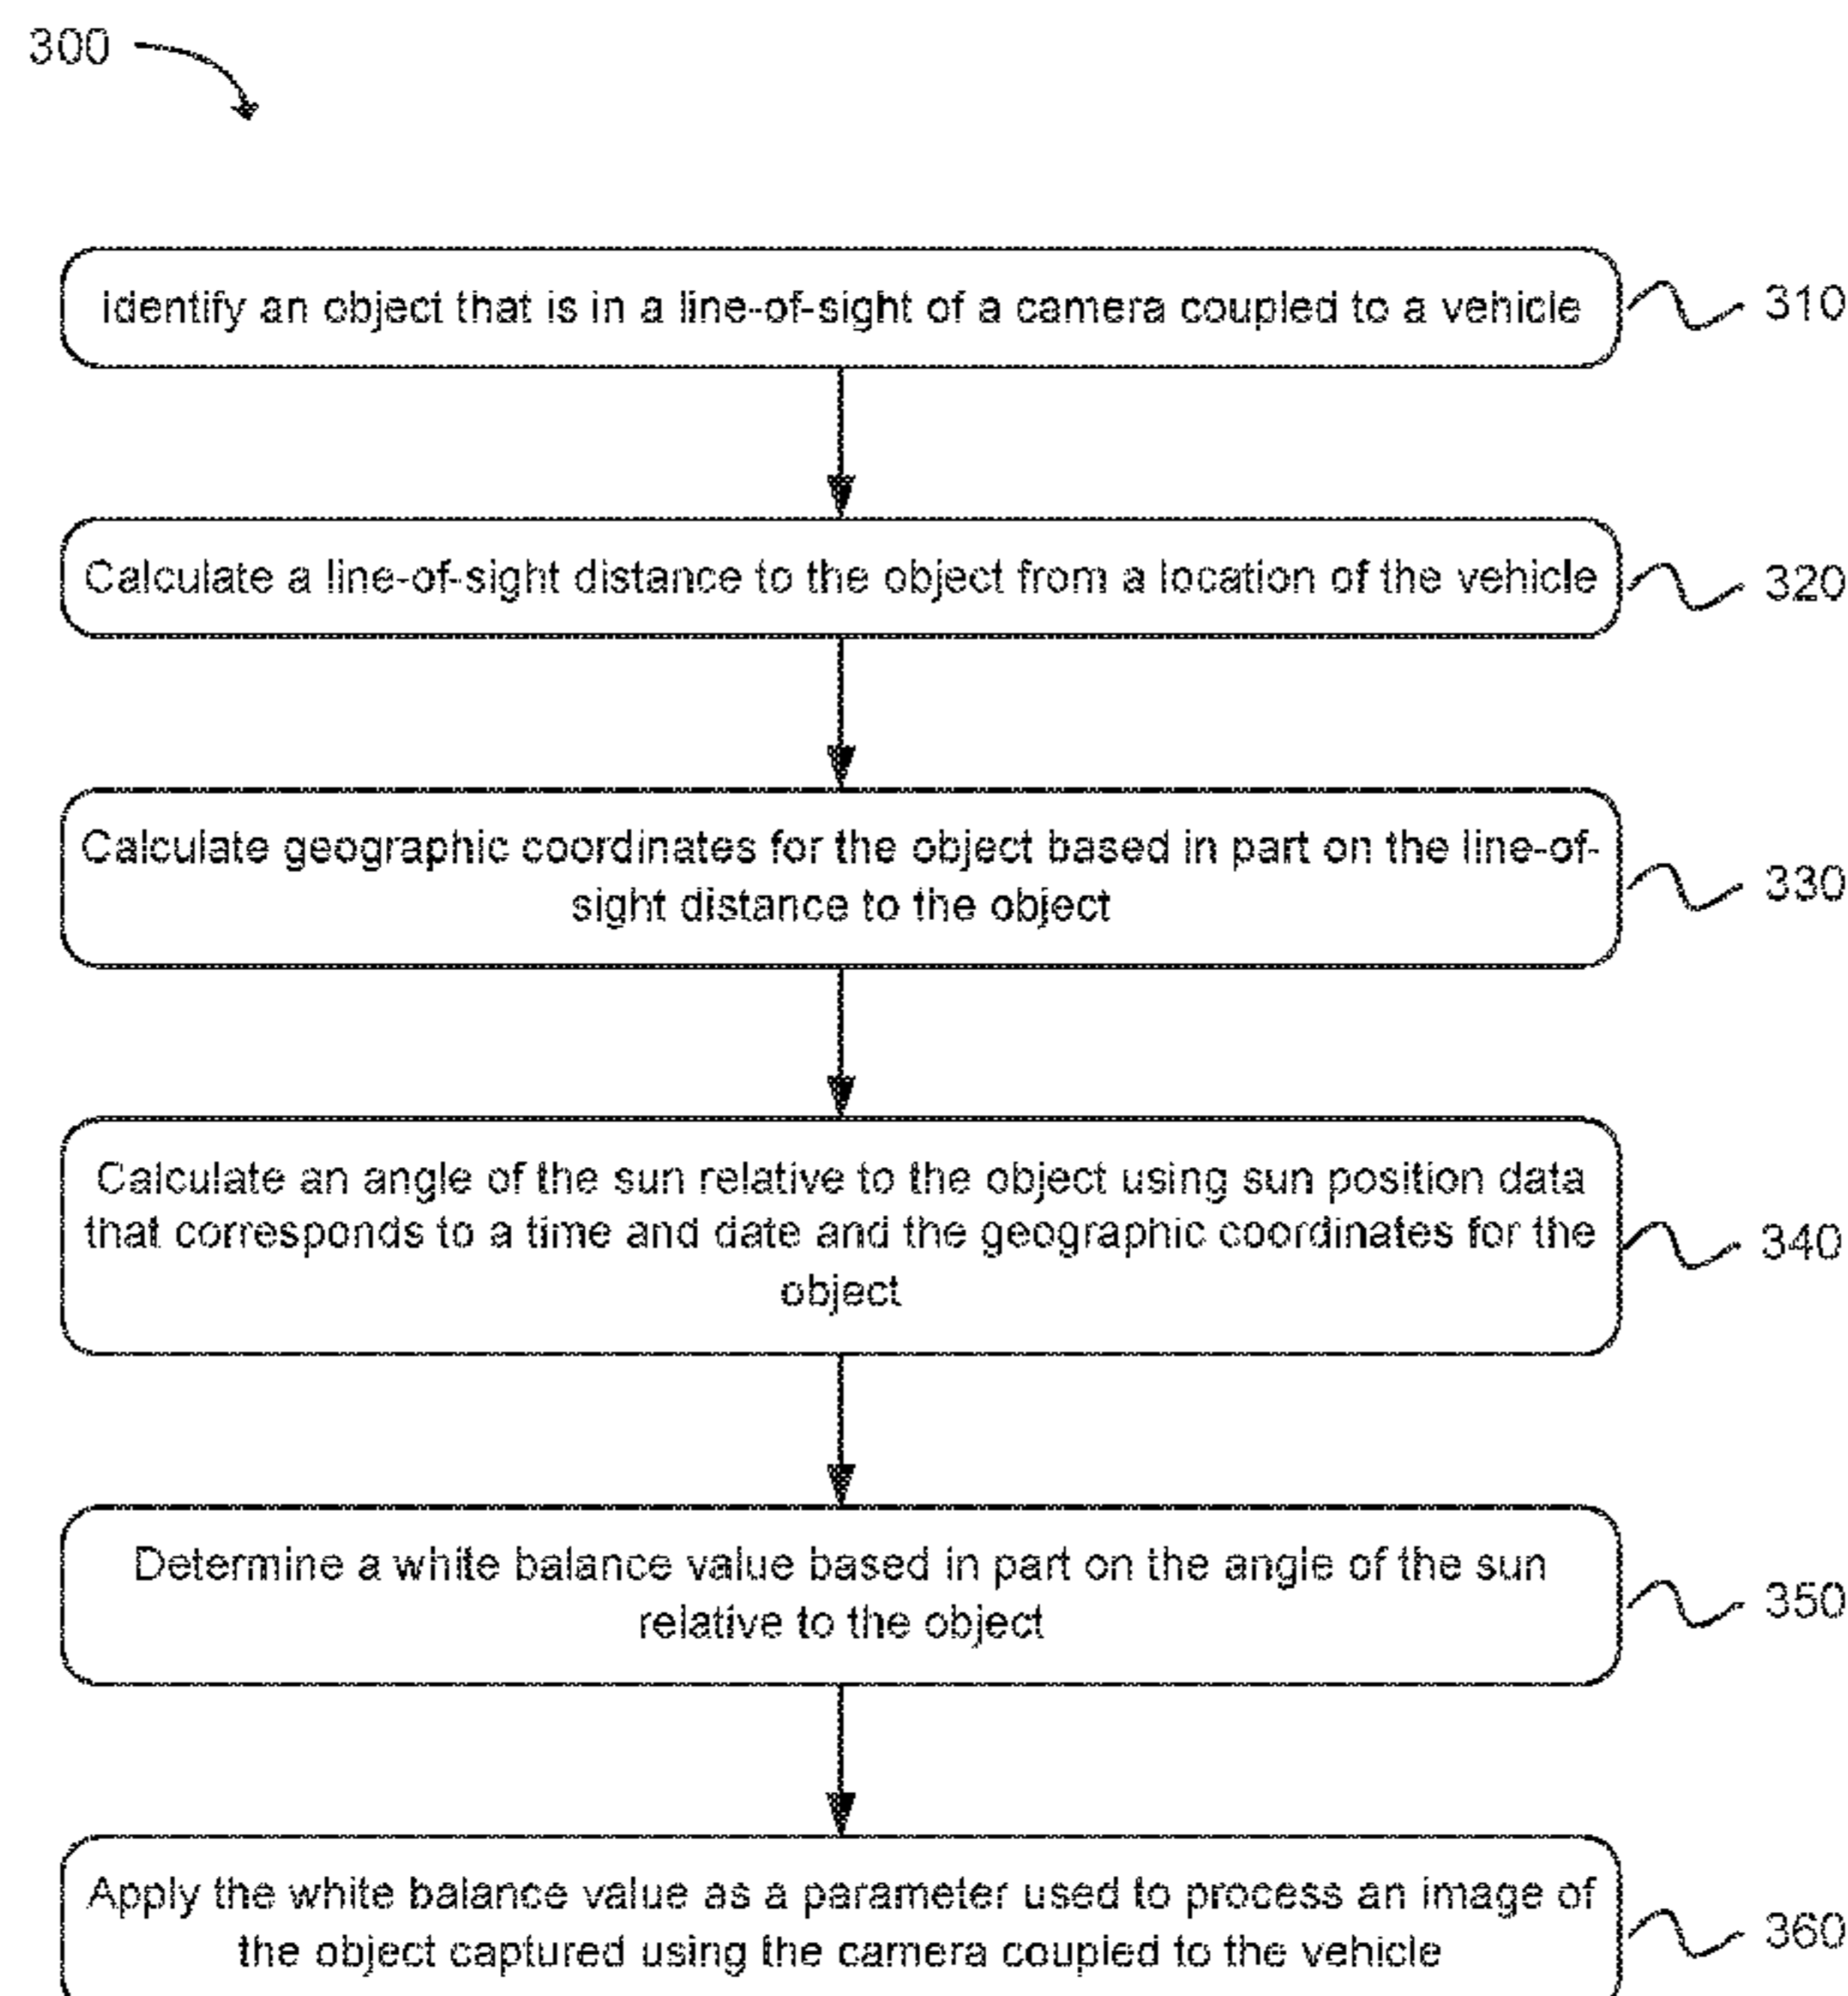 300
Identify an object that is in a line-of-sight of a camera coupled to a vehicle
310
Calculate a line-of-sight distance to the object from a location of the vehicle
320
Calculate geographic coordinates for the object based in part on the line-of-
sight distance to the object
330
Calculate an angle of the sun relative to the object using sun position data
that corresponds to a time and date and the geographic coordinates for the
object
340
Determine a white balance value based in part on the angle of the sun
relative to the object
350
Apply the white balance value as a parameter used to process an image of
the object captured using the camera coupled to the vehicle
360